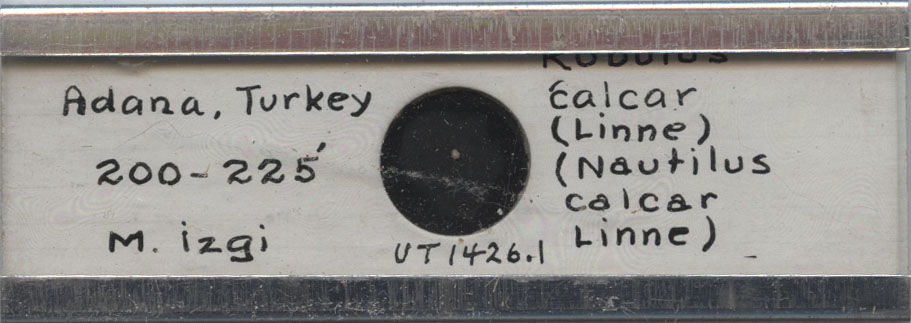 Adana, Turkey
200-225'
M. izgi
UT1426.1
Robulus
calcar
(Linne)
(Nautilus
calcar
Linne)